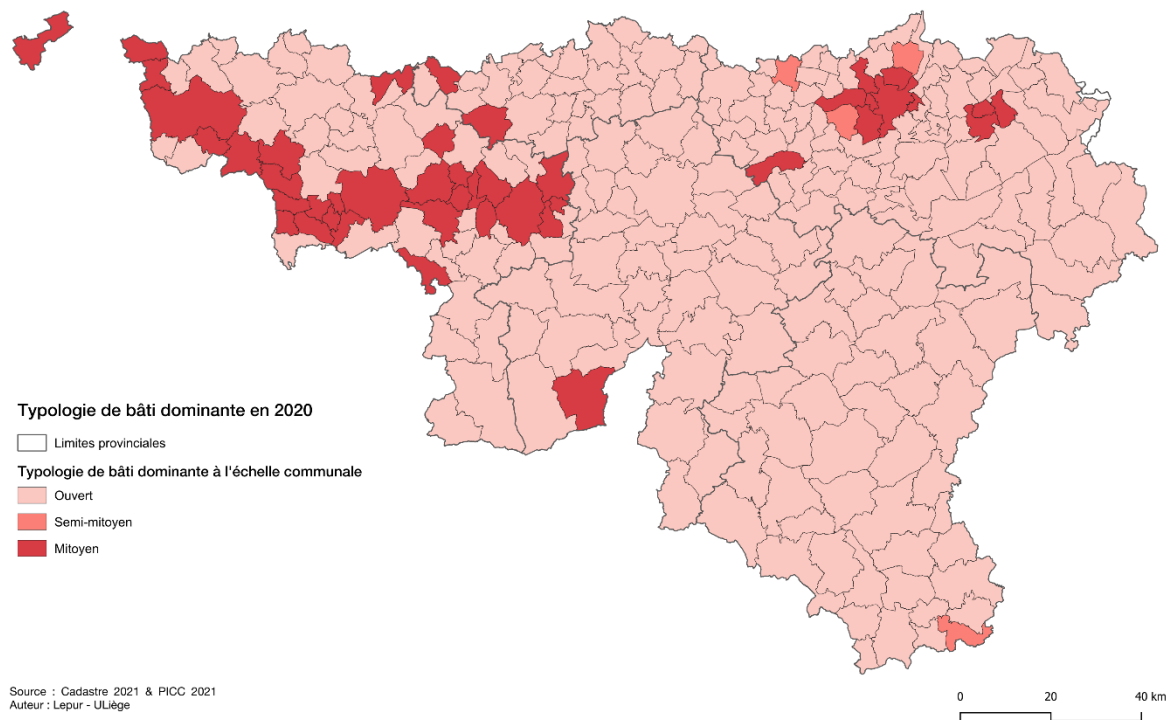 Typologie de bâti dominante en 2020
Limites provinciales
Typologie de bâti dominante à l'échelle communale
Ouvert
Semi-mitoyen
Mitoyen
Source : Cadastre 2021 & PICC 2021
Auteur : Lepur - ULiège
0 20 40 km